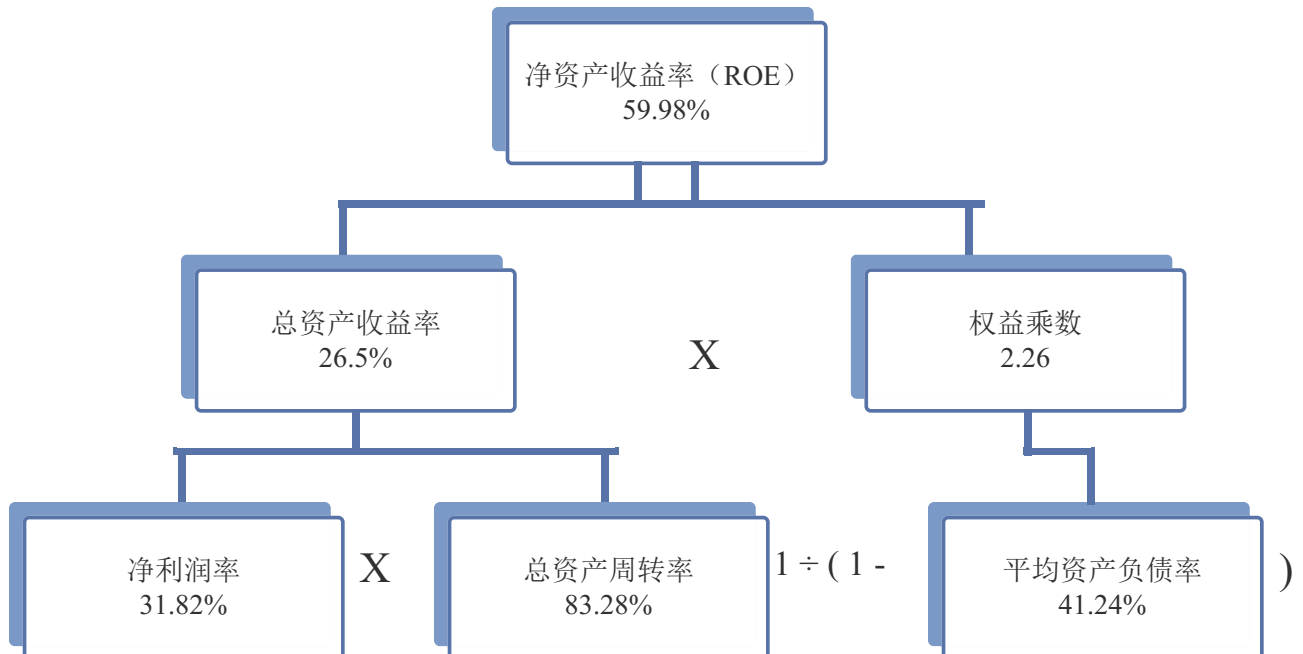 净资产收益率（ROE）
59.98%
总资产收益率
26.5%
X
权益乘数
2.26
净利润率
31.82%
X
总资产周转率
83.28%
1 ÷ ( 1 -
平均资产负债率
41.24%
)